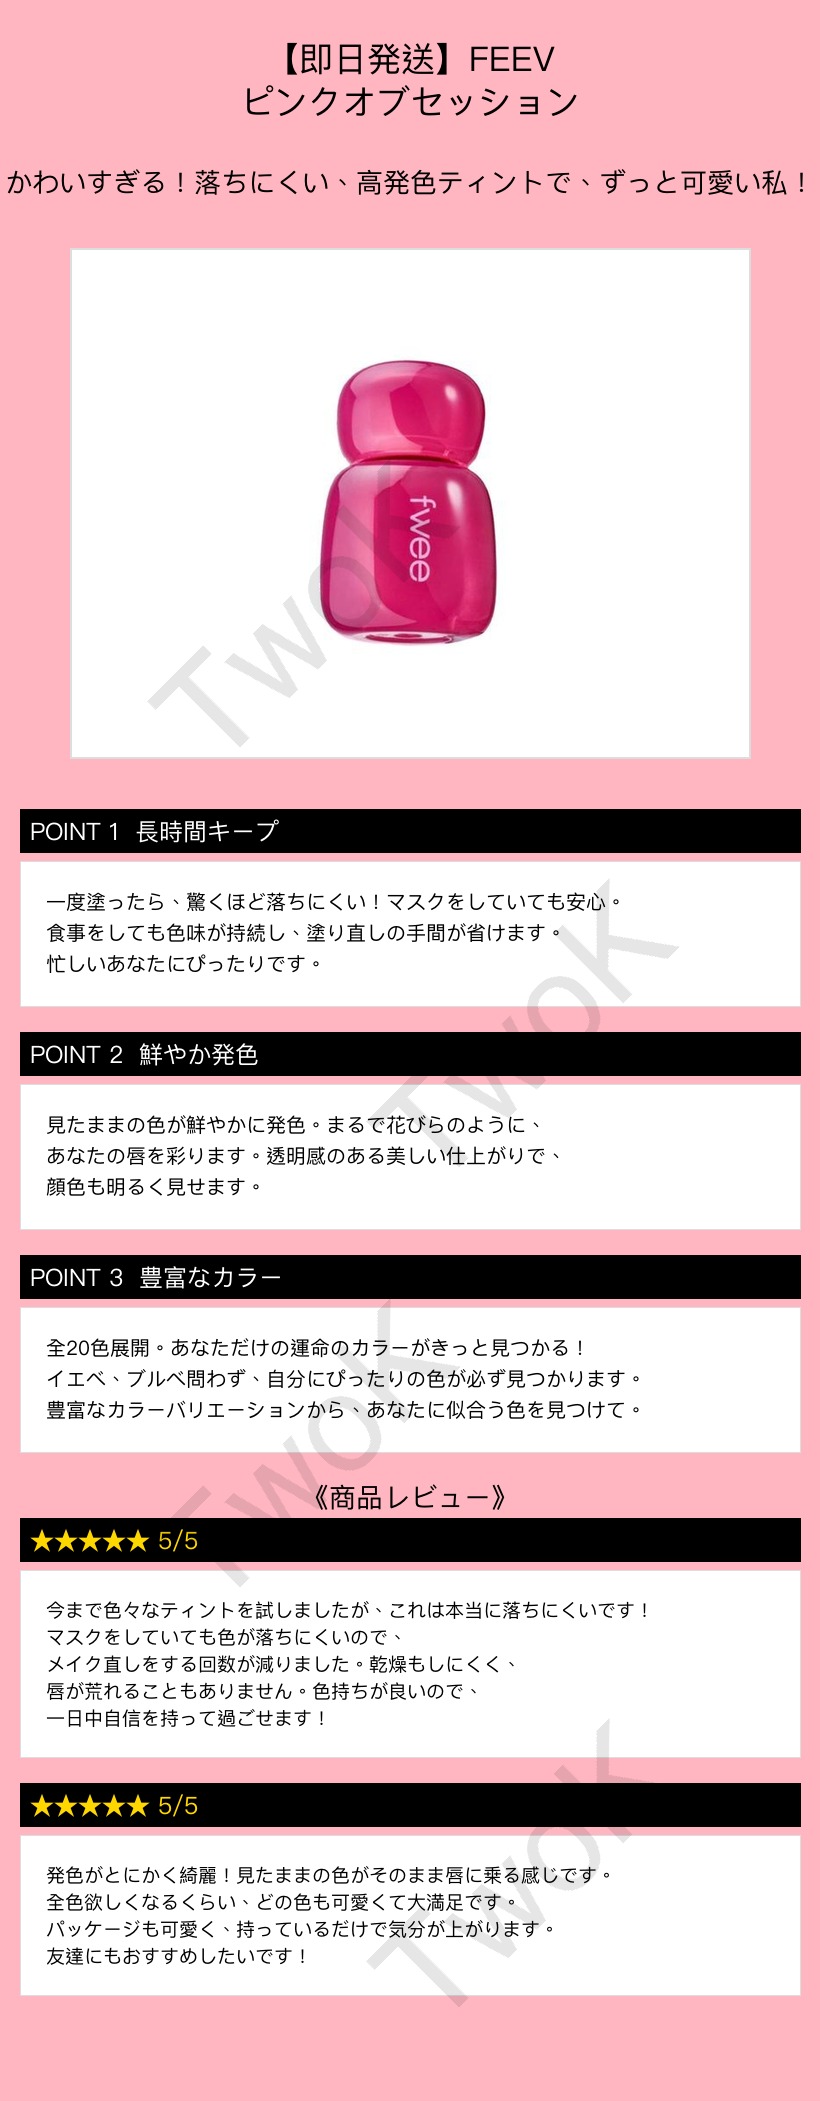 【即日発送】FEEV
ピンクオブセッション
かわいすぎる！落ちにくい、高発色ティントで、ずっと可愛い私！
fwee
TwoK
POINT 1 長時間キープ
一度塗ったら、驚くほど落ちにくい！マスクをしていても安心。
食事をしても色味が持続し、塗り直しの手間が省けます。
忙しいあなたにぴったりです。
TwoK
POINT 2 鮮やか発色
見たままの色が鮮やかに発色。まるで花びらのように、
あなたの唇を彩ります。透明感のある美しい仕上がりで、
顔色も明るく見せます。
POINT 3 豊富なカラー
全20色展開。あなただけの運命のカラーがきっと見つかる！
イエベ、ブルベ問わず、自分にぴったりの色が必ず見つかります。
豊富なカラーバリエーションから、あなたに似合う色を見つけて。
TwoK
《商品レビュー》
★★★★★ 5/5
今まで色々なティントを試しましたが、これは本当に落ちにくいです！
マスクをしていても色が落ちにくいので、
メイク直しをする回数が減りました。乾燥もしにくく、
唇が荒れることもありません。色持ちが良いので、
一日中自信を持って過ごせます！
★★★★★ 5/5
発色がとにかく綺麗！見たままの色がそのまま唇に乗る感じです。
全色欲しくなるくらい、どの色も可愛くて大満足です。
パッケージも可愛く、持っているだけで気分が上がります。
友達にもおすすめしたいです！
TwoK